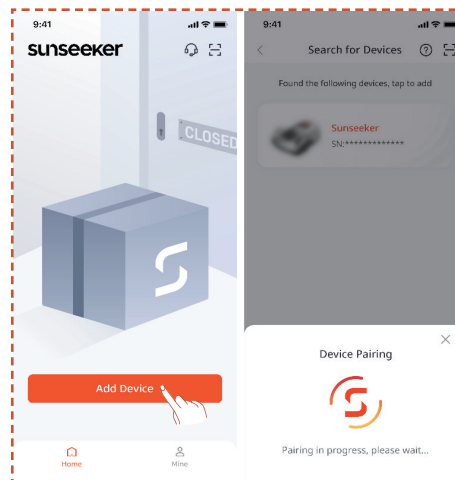 9:41
sunseeker
CLOSED
Add Device
Home
Mine
9:41
Search for Devices
Found the following devices, tap to add
Sunseeker
SN:*************
Device Pairing
Pairing in progress, please wait...